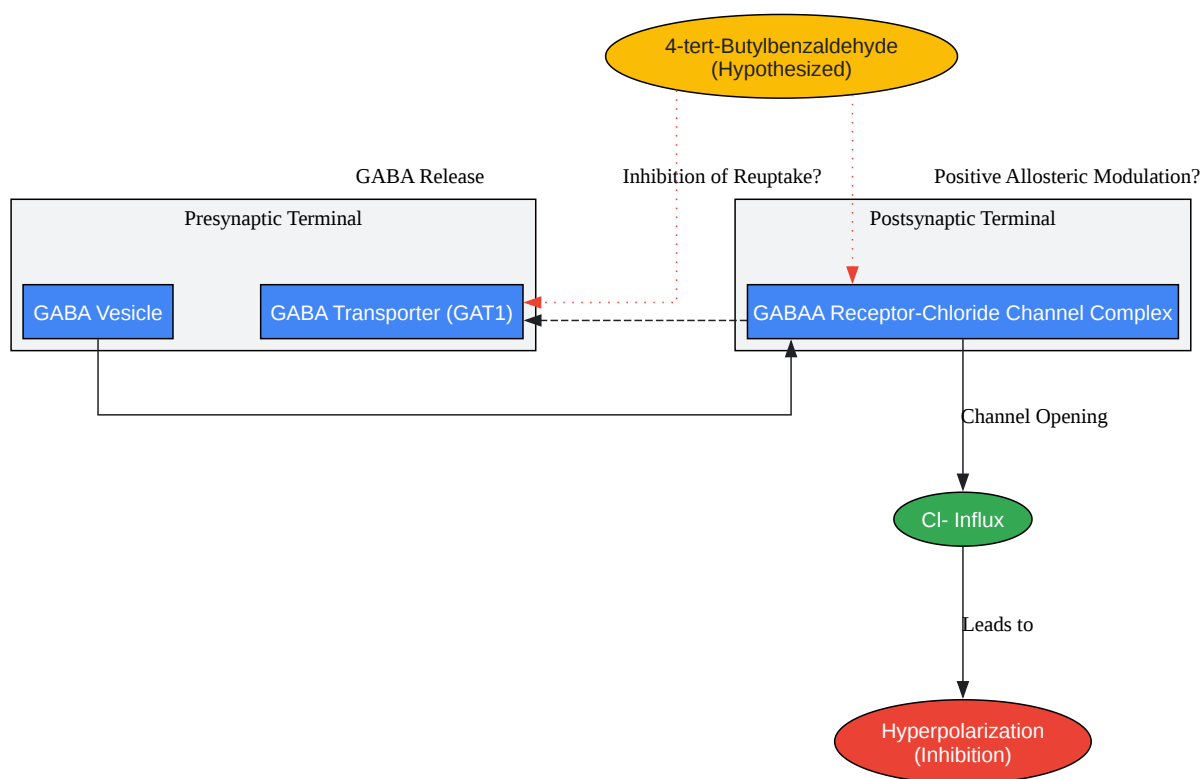 4-tert-Butylbenzaldehyde
(Hypothesized)
GABA Release
Inhibition of Reuptake?
Positive Allosteric Modulation?
Presynaptic Terminal
Postsynaptic Terminal
GABA Vesicle
GABA Transporter (GAT1)
GABAA Receptor-Chloride Channel Complex
Channel Opening
Cl- Influx
Leads to
Hyperpolarization
(Inhibition)